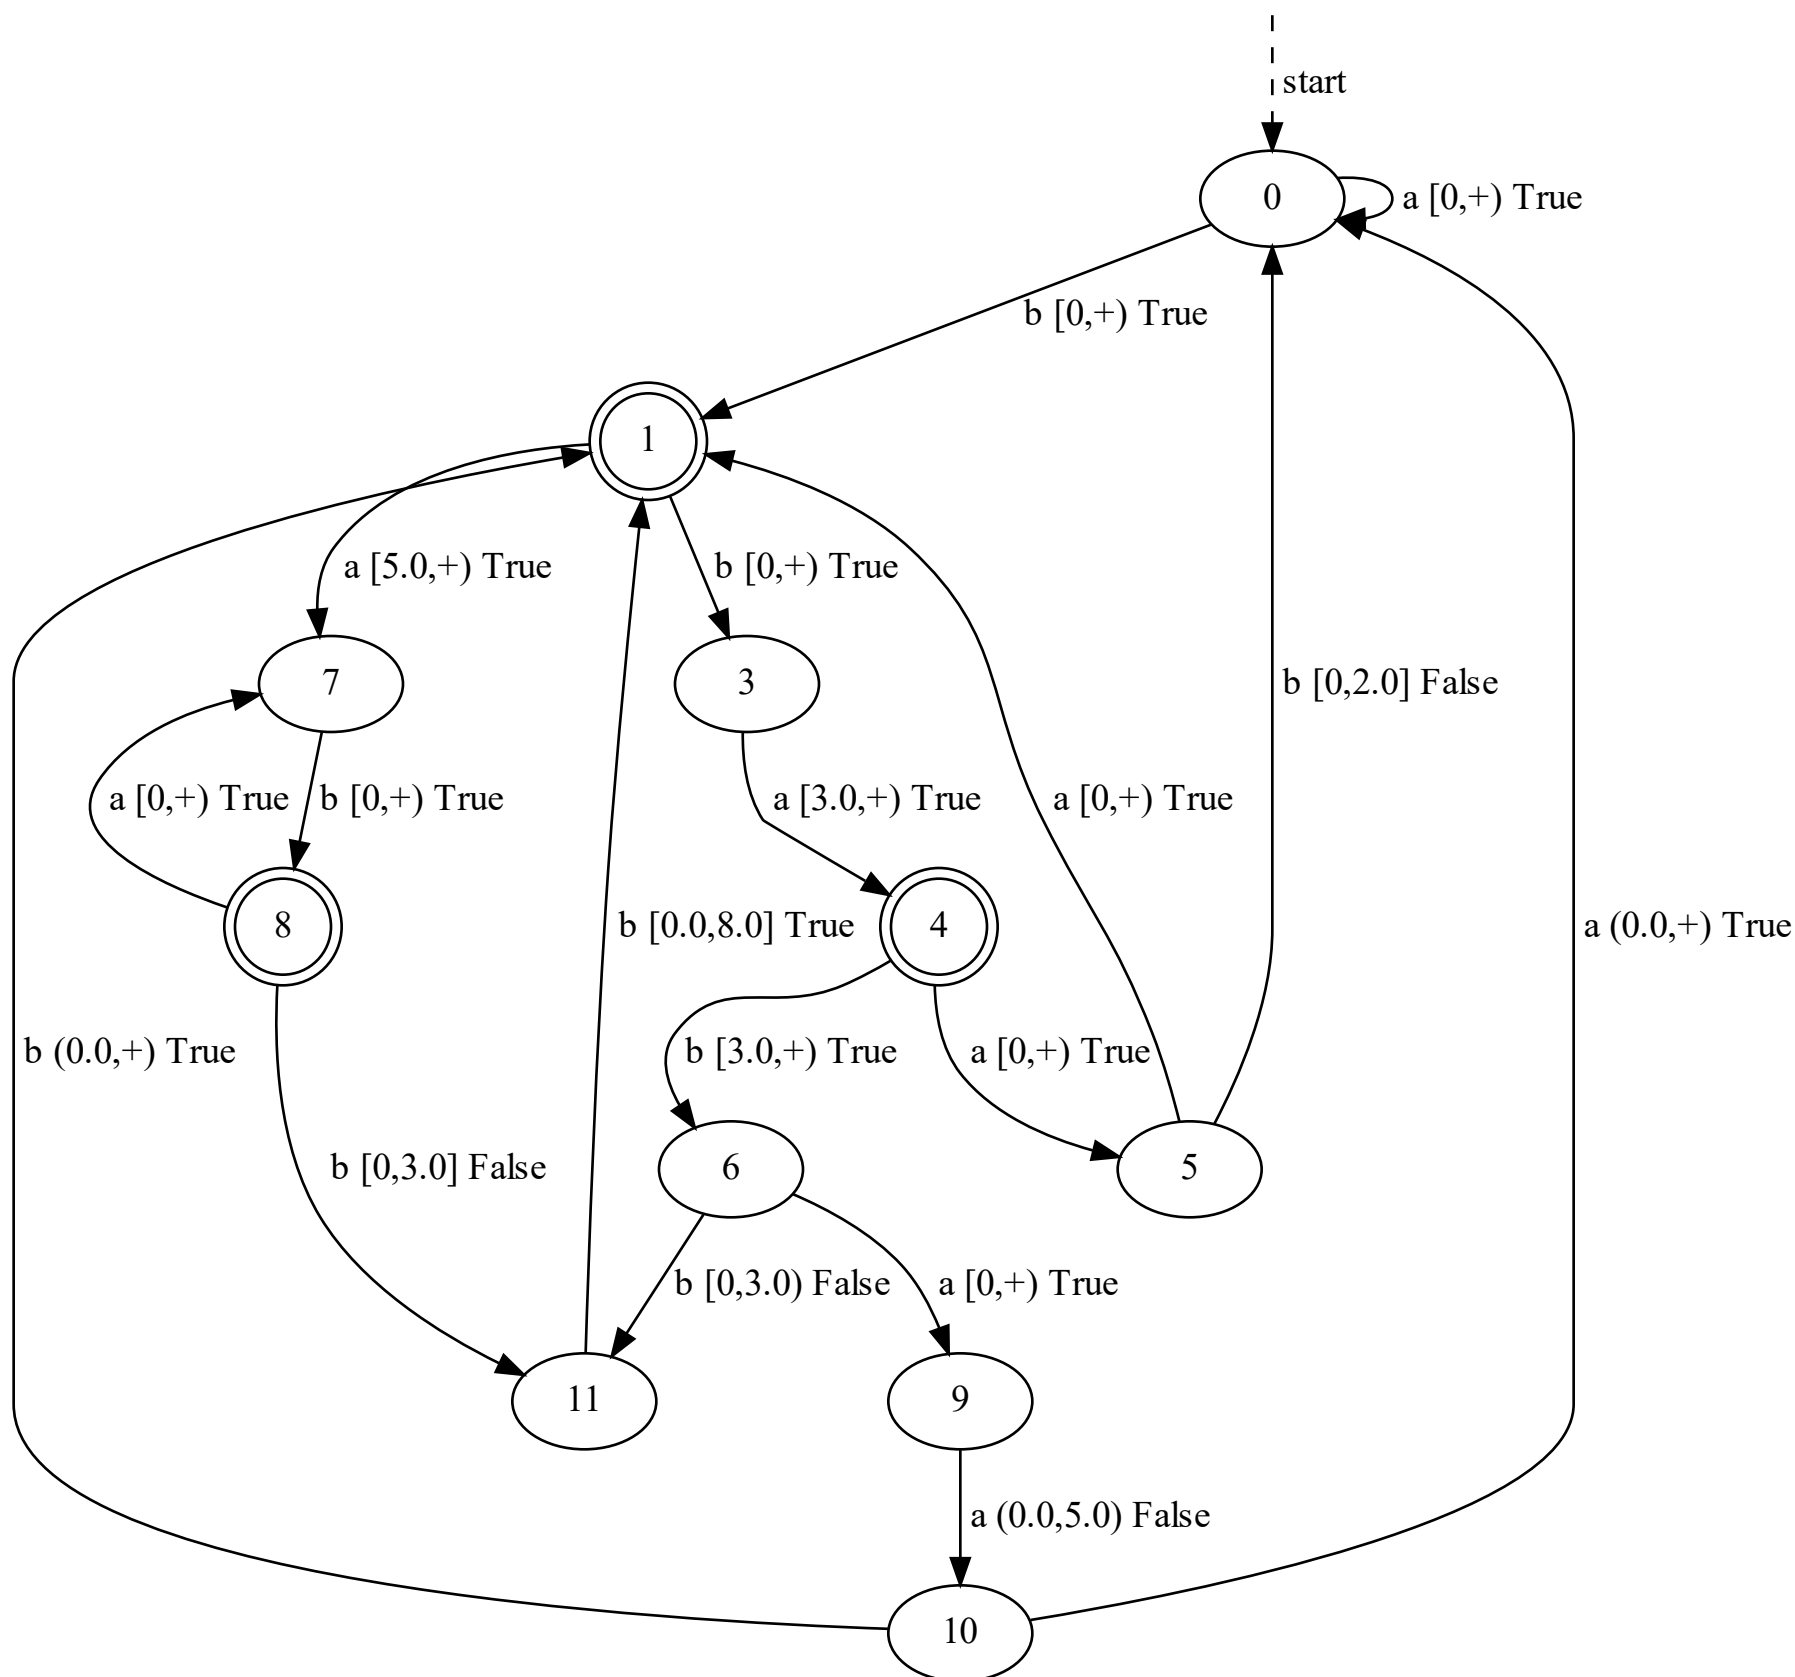 start
0
a [0,+) True
b [0,+) True
1
a [5.0,+) True
b [0,+) True
7
3
b [0,2.0] False
a [0,+) True
b [0,+) True
a [3.0,+) True
a [0,+) True
8
b [0.0,8.0] True
4
a (0.0,+) True
b (0.0,+) True
b [3.0,+) True
a [0,+) True
b [0,3.0] False
6
5
b [0,3.0) False
a [0,+) True
11
9
a (0.0,5.0) False
10